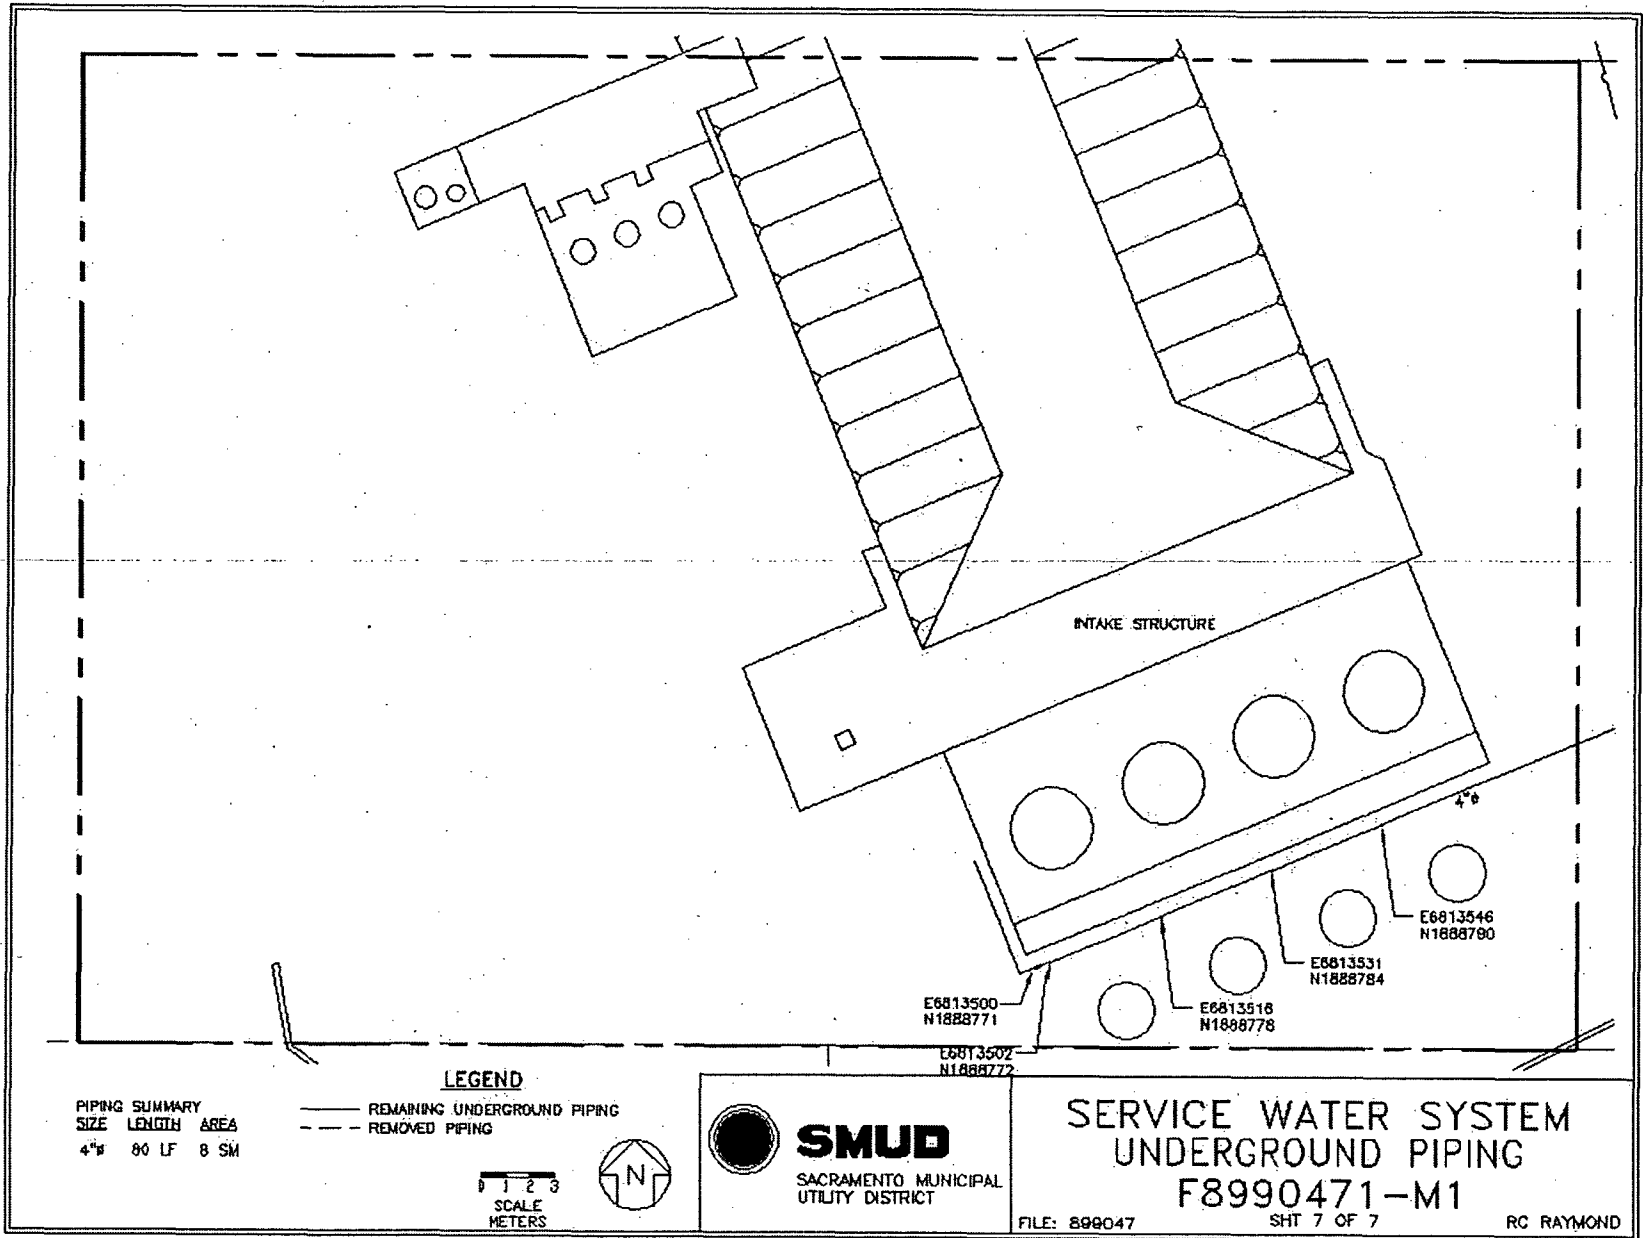 INTAKE STRUCTURE
4"ø
E6813546
N1888790
E6813531
N1888784
E6813500
N1888771
E6813516
N1888778
E6813502
N1888772
LEGEND
REMAINING UNDERGROUND PIPING
REMOVED PIPING
PIPING SUMMARY
SIZE LENGTH AREA
4"ø 80 LF 8 SM
0 1 2 3
SCALE
METERS
N
SMUD
SACRAMENTO MUNICIPAL
UTILITY DISTRICT
SERVICE WATER SYSTEM
UNDERGROUND PIPING
F8990471-M1
FILE: 899047
SHT 7 OF 7
RC RAYMOND